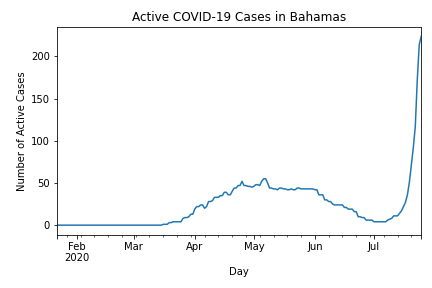 Active COVID-19 Cases in Bahamas
Number of Active Cases
200
150
100
50
0
Feb Mar Apr May Jun Jul
2020
Day